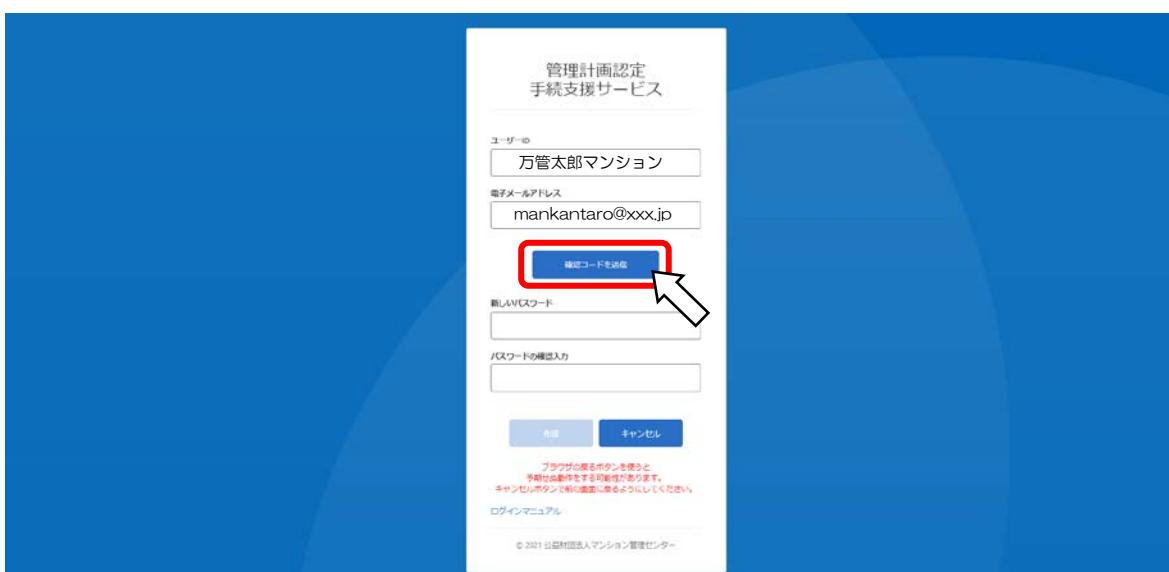 管理計画認定
手続支援サービス
ユーザーID
万管太郎マンション
電子メールアドレス
mankantaro@xxx.jp
確認コードを送信
新しいパスワード
パスワードの確認入力
作成
キャンセル
ブラウザの戻るボタンを使うと
予期せぬ動作をする可能性があります。
キャンセルボタンで前の画面に戻るようにしてください。
ログインマニュアル
© 2021 公益財団法人マンション管理センター